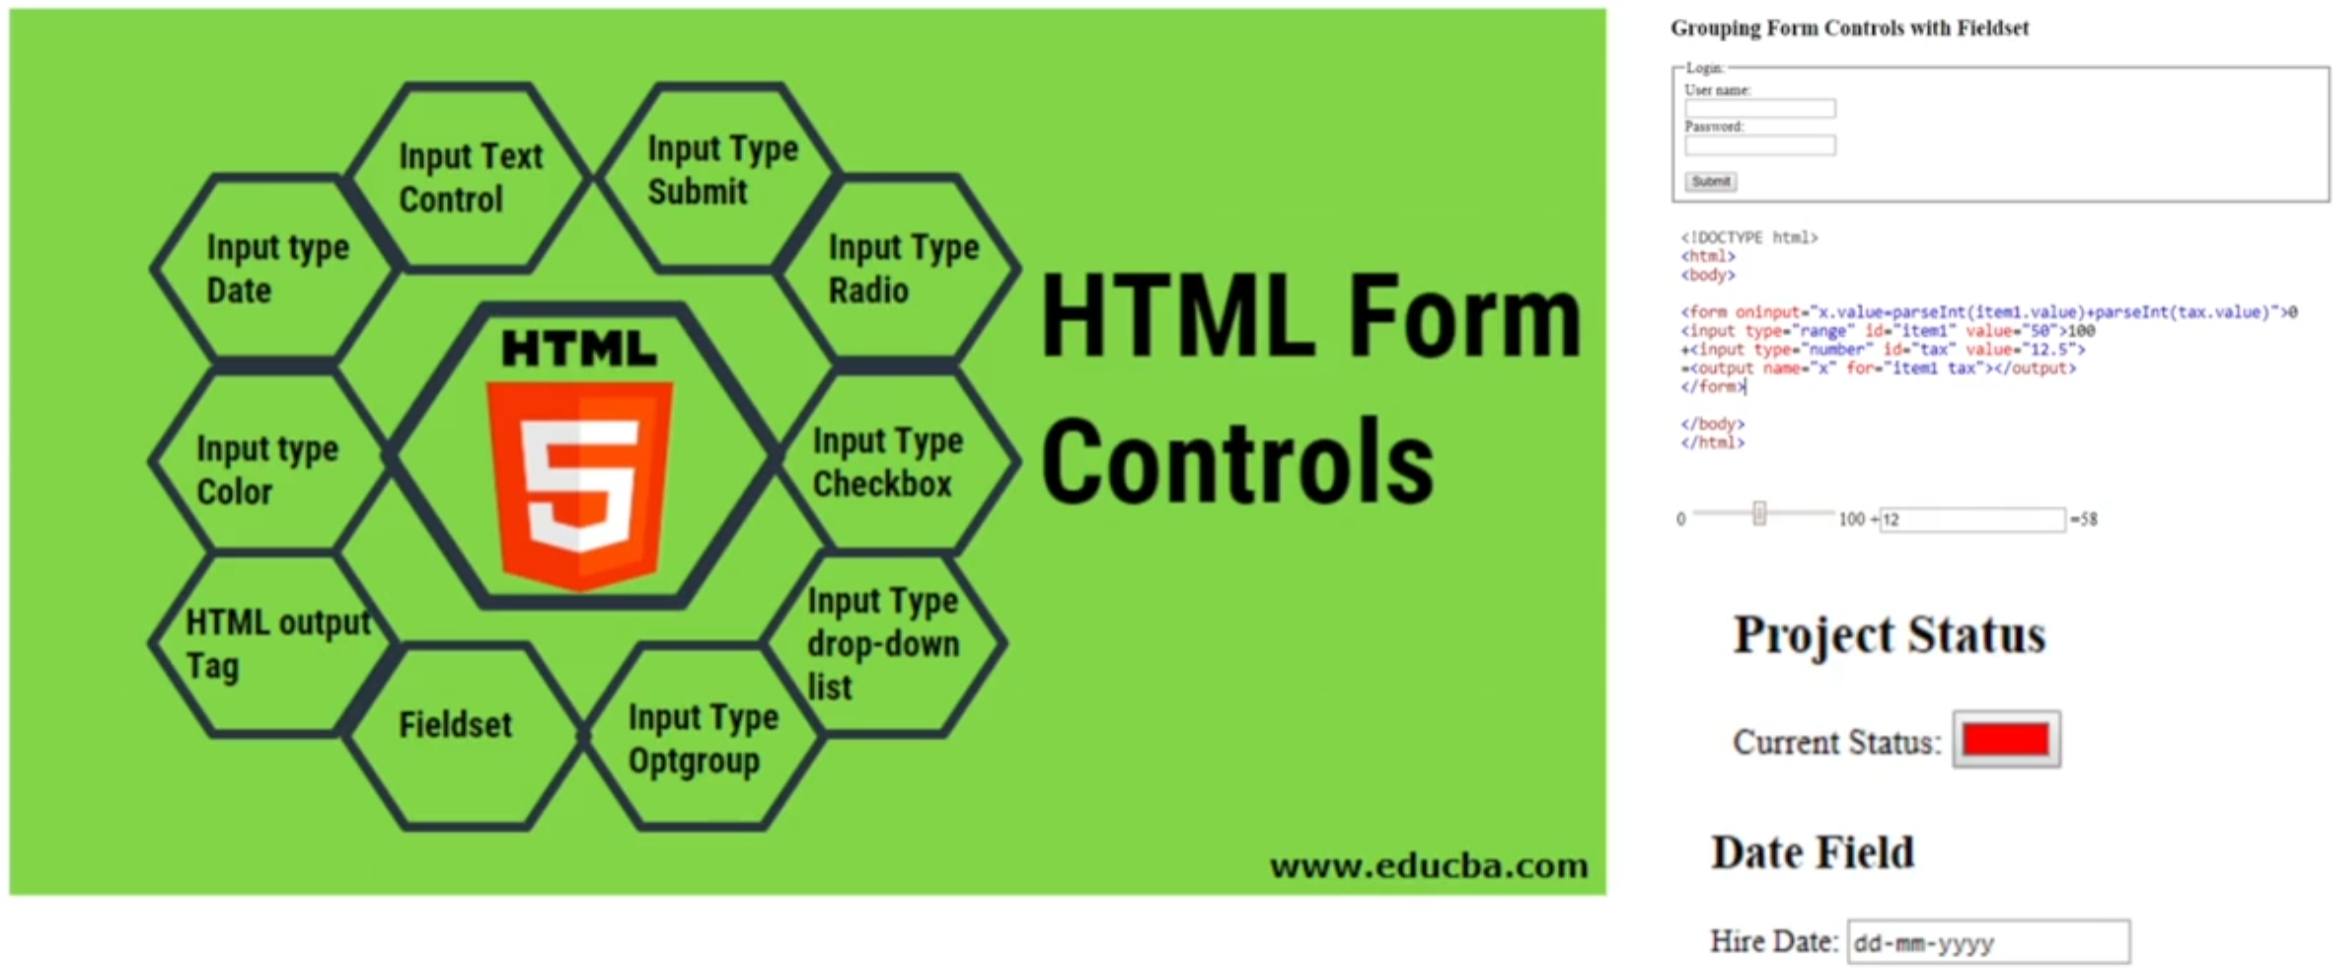 Input Text
Control
Input Type
Submit
Input type
Date
Input Type
Radio
HTML
5
HTML Form
Controls
Input type
Color
Input Type
Checkbox
HTML output
Tag
Input Type
drop-down
list
Fieldset
Input Type
Optgroup
www.educba.com
Grouping Form Controls with Fieldset
Login:
User name:
Password:
Submit
<!DOCTYPE html>
<html>
<body>
<form oninput="x.value=parseInt(item1.value)+parseInt(tax.value)">0
<input type="range" id="item1" value="50">100
+<input type="number" id="tax" value="12.5">
=<output name="x" for="item1 tax"></output>
</form>
</body>
</html>
0 100 + 12 =58
Project Status
Current Status:
Date Field
Hire Date: dd-mm-yyyy